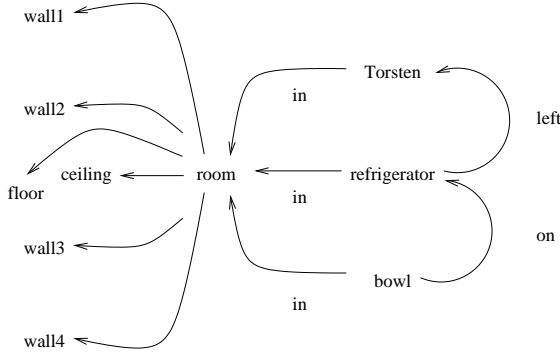 wall1
Torsten
in
wall2
left
ceiling
room
refrigerator
floor
in
on
wall3
bowl
in
wall4